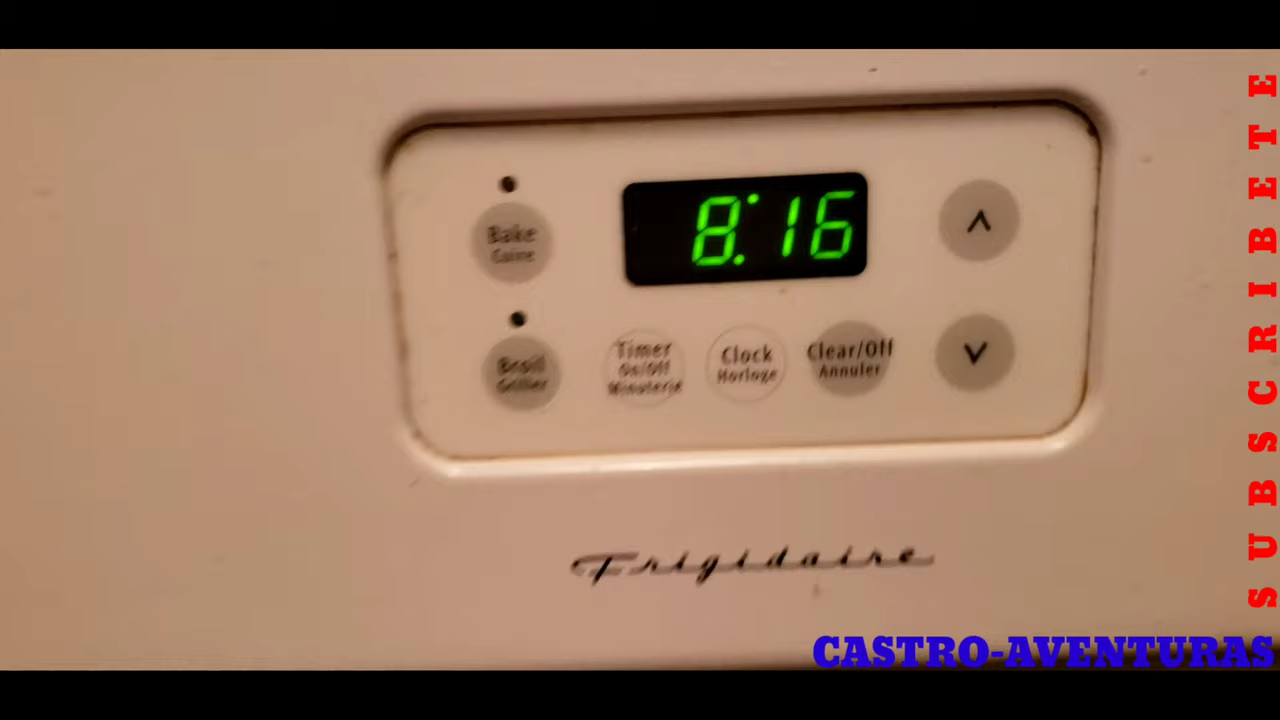 Bake
Cuire
8:16
Broil
Griller
Timer
On/Off
Minuterie
Clock
Horloge
Clear/Off
Annuler
Frigidaire
SUBSCRIBETE
CASTRO-AVENTURAS